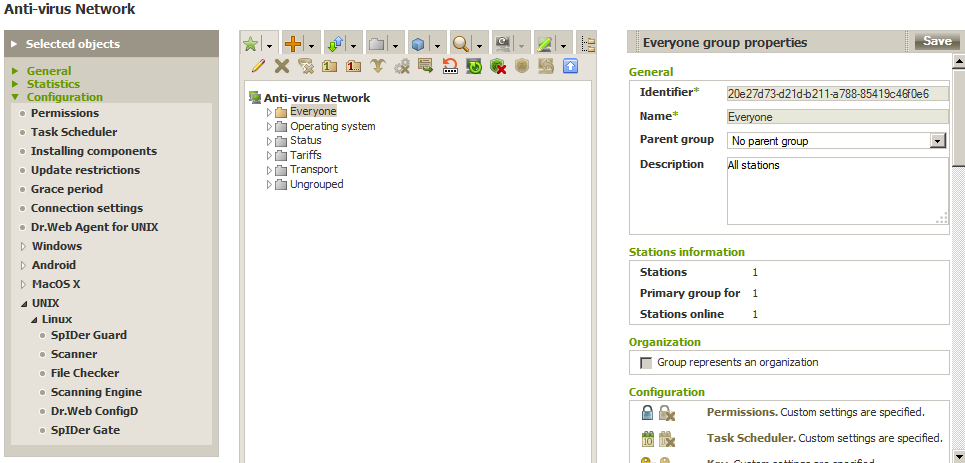 Anti-virus Network
Selected objects
General
Statistics
Configuration
Permissions
Task Scheduler
Installing components
Update restrictions
Grace period
Connection settings
Dr.Web Agent for UNIX
Windows
Android
MacOS X
UNIX
Linux
SpIDer Guard
Scanner
File Checker
Scanning Engine
Dr.Web ConfigD
SpIDer Gate
Anti-virus Network
Everyone
Operating system
Status
Tariffs
Transport
Ungrouped
Everyone group properties
Save
General
Identifier* 20e27d73-d21d-b211-a788-85419c46f0e6
Name* Everyone
Parent group No parent group
Description All stations
Stations information
Stations 1
Primary group for 1
Stations online 1
Organization
Group represents an organization
Configuration
Permissions. Custom settings are specified.
Task Scheduler. Custom settings are specified.
Key. Custom settings are specified.